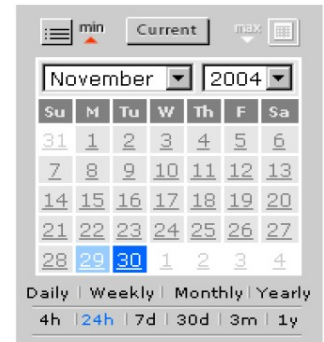 min Current max
November 2004
Su M Tu W Th F Sa
31 1 2 3 4 5 6
7 8 9 10 11 12 13
14 15 16 17 18 19 20
21 22 23 24 25 26 27
28 29 30 1 2 3 4
Daily | Weekly | Monthly | Yearly
4h | 24h | 7d | 30d | 3m | 1y